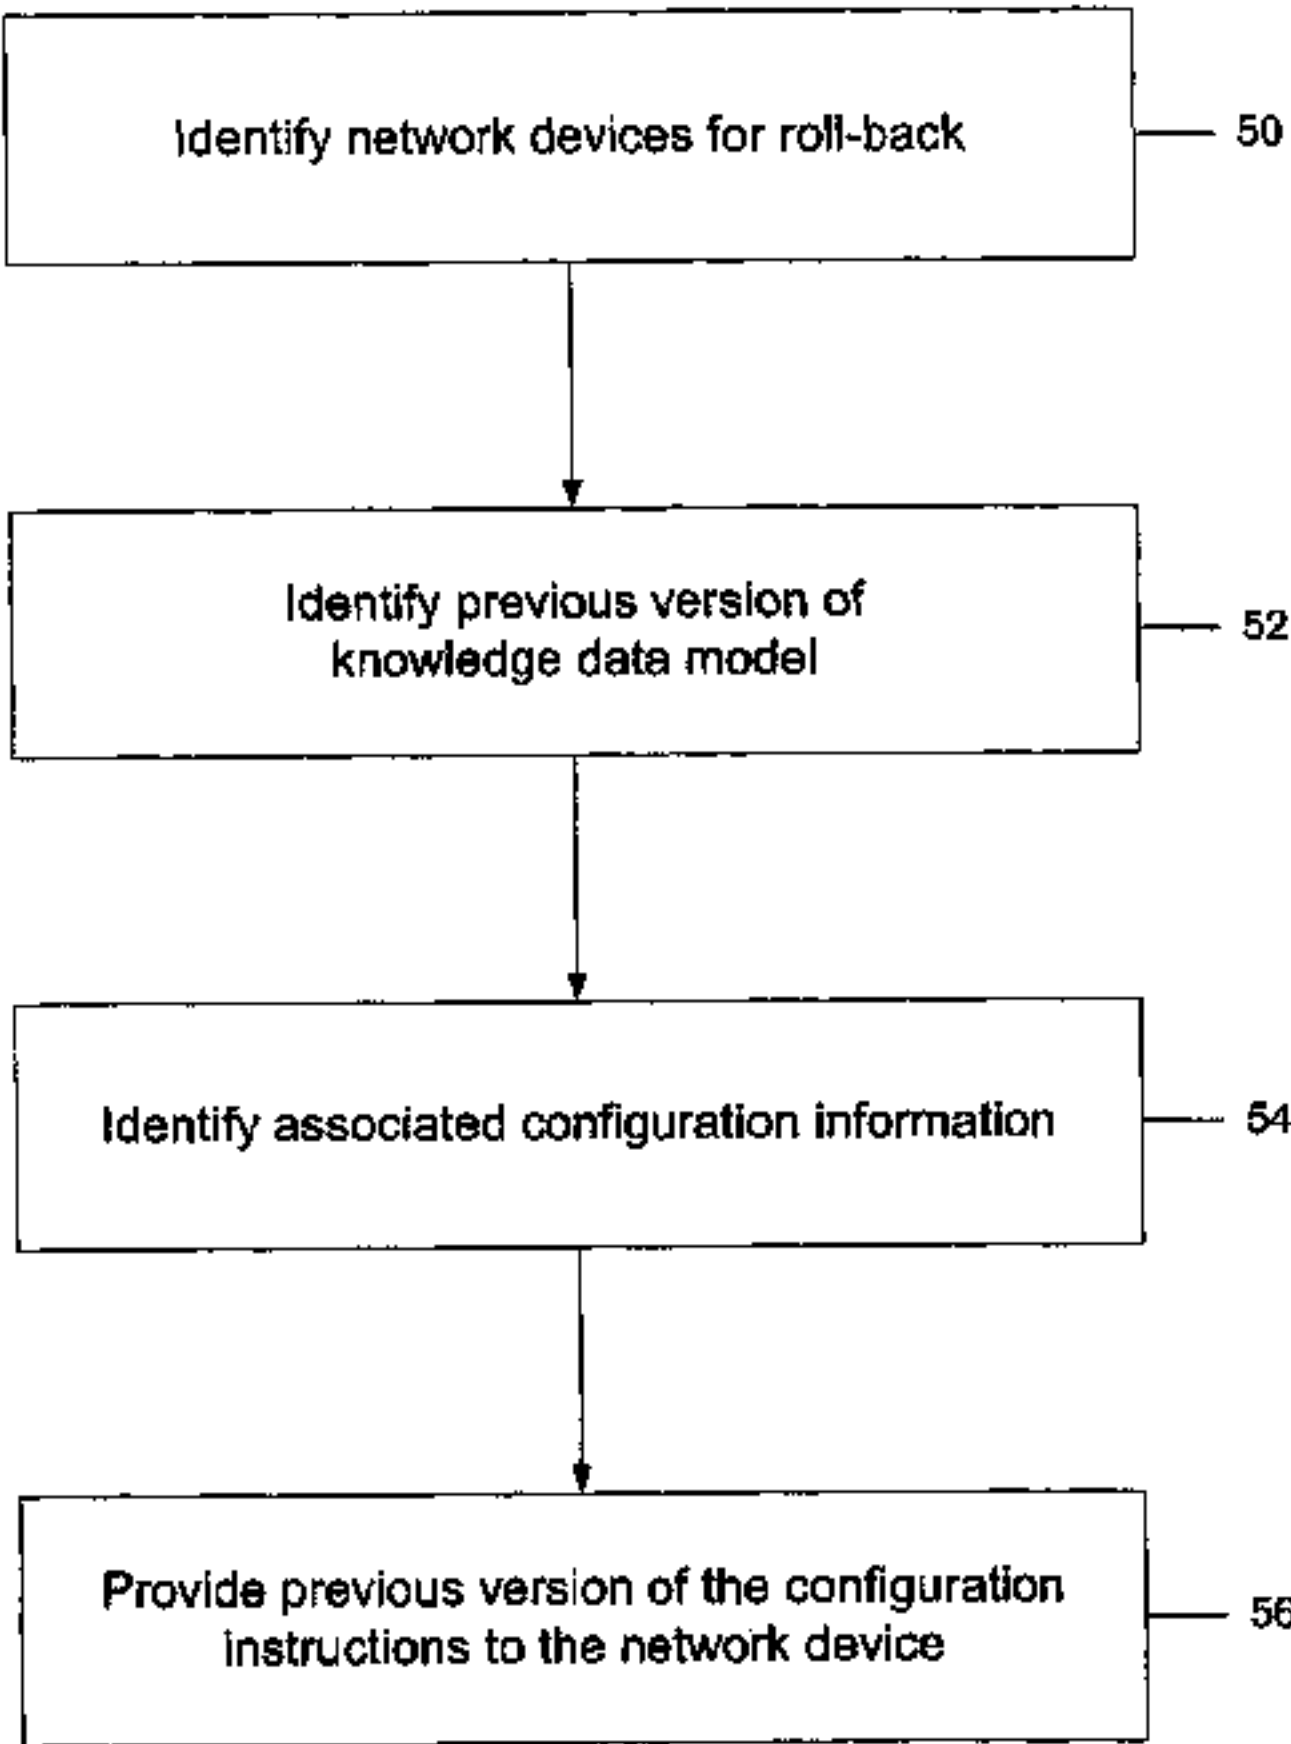 Identify network devices for roll-back
50
Identify previous version of
knowledge data model
52
Identify associated configuration information
54
Provide previous version of the configuration
instructions to the network device
56